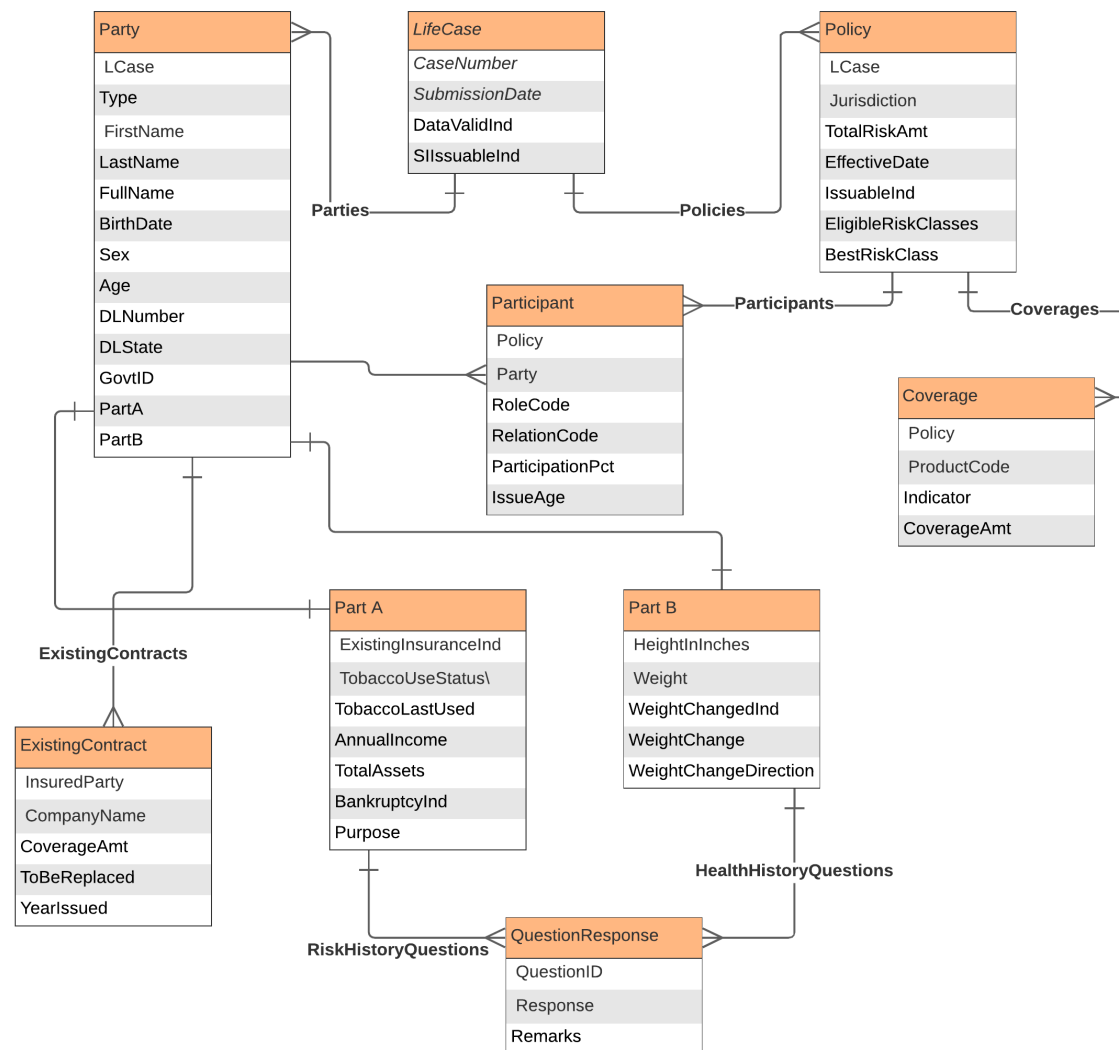 Party
LCase
Type
FirstName
LastName
FullName
BirthDate
Sex
Age
DLNumber
DLState
GovtID
PartA
PartB
LifeCase
CaseNumber
SubmissionDate
DataValidInd
SIIssuableInd
Policy
LCase
Jurisdiction
TotalRiskAmt
EffectiveDate
IssuableInd
EligibleRiskClasses
BestRiskClass
Parties
Policies
Participants
Coverages
Participant
Policy
Party
RoleCode
RelationCode
ParticipationPct
IssueAge
Coverage
Policy
ProductCode
Indicator
CoverageAmt
ExistingContracts
ExistingContract
InsuredParty
CompanyName
CoverageAmt
ToBeReplaced
YearIssued
Part A
ExistingInsuranceInd
TobaccoUseStatus\
TobaccoLastUsed
AnnualIncome
TotalAssets
BankruptcyInd
Purpose
Part B
HeightInInches
Weight
WeightChangedInd
WeightChange
WeightChangeDirection
HealthHistoryQuestions
RiskHistoryQuestions
QuestionResponse
QuestionID
Response
Remarks